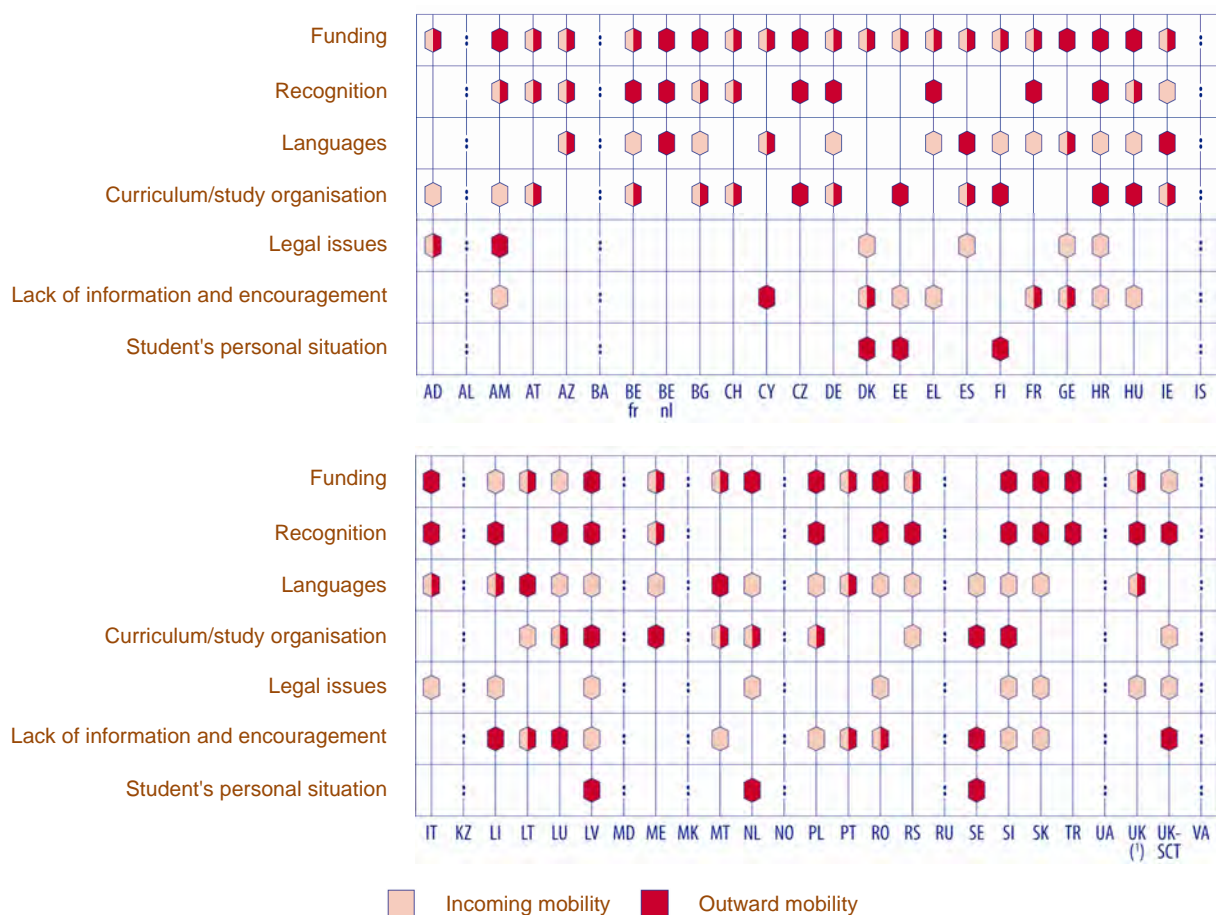 Funding
Recognition
Languages
Curriculum/study organisation
Legal issues
Lack of information and encouragement
Student's personal situation
AD AL AM AT AZ BA BE fr BE nl BG CH CY CZ DE DK EE EL ES FI FR GE HR HU IE IS
Funding
Recognition
Languages
Curriculum/study organisation
Legal issues
Lack of information and encouragement
Student's personal situation
IT KZ LI LT LU LV MD ME MK MT NL NO PL PT RO RS RU SE SI SK TR UA UK (¹) UK-SCT VA
Incoming mobility Outward mobility